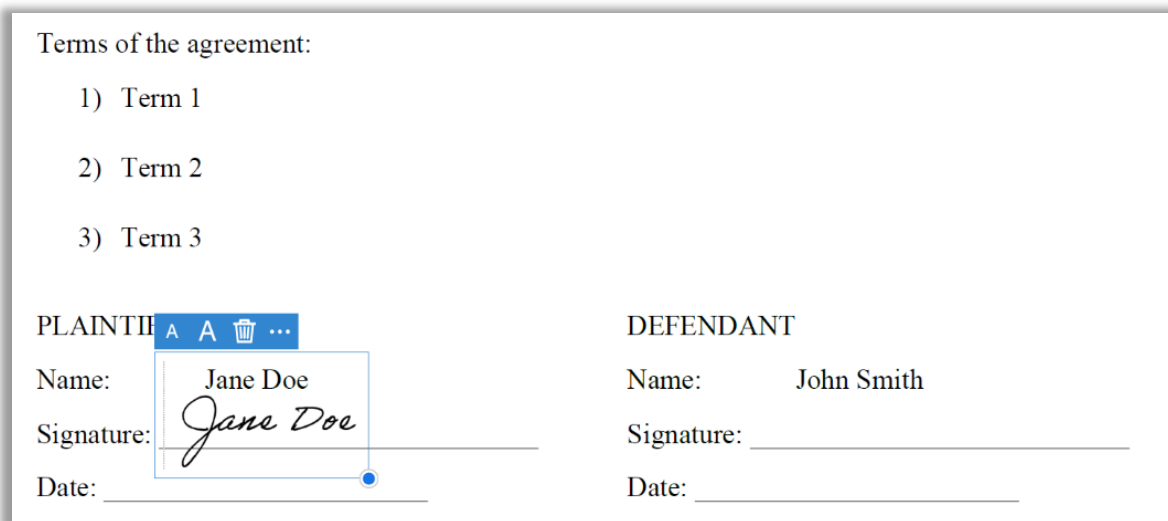 Terms of the agreement:
1) Term 1
2) Term 2
3) Term 3
PLAINTIF
A A ...
DEFENDANT
Name: Jane Doe
Name: John Smith
Signature: Jane Doe
Signature:
Date:
Date: